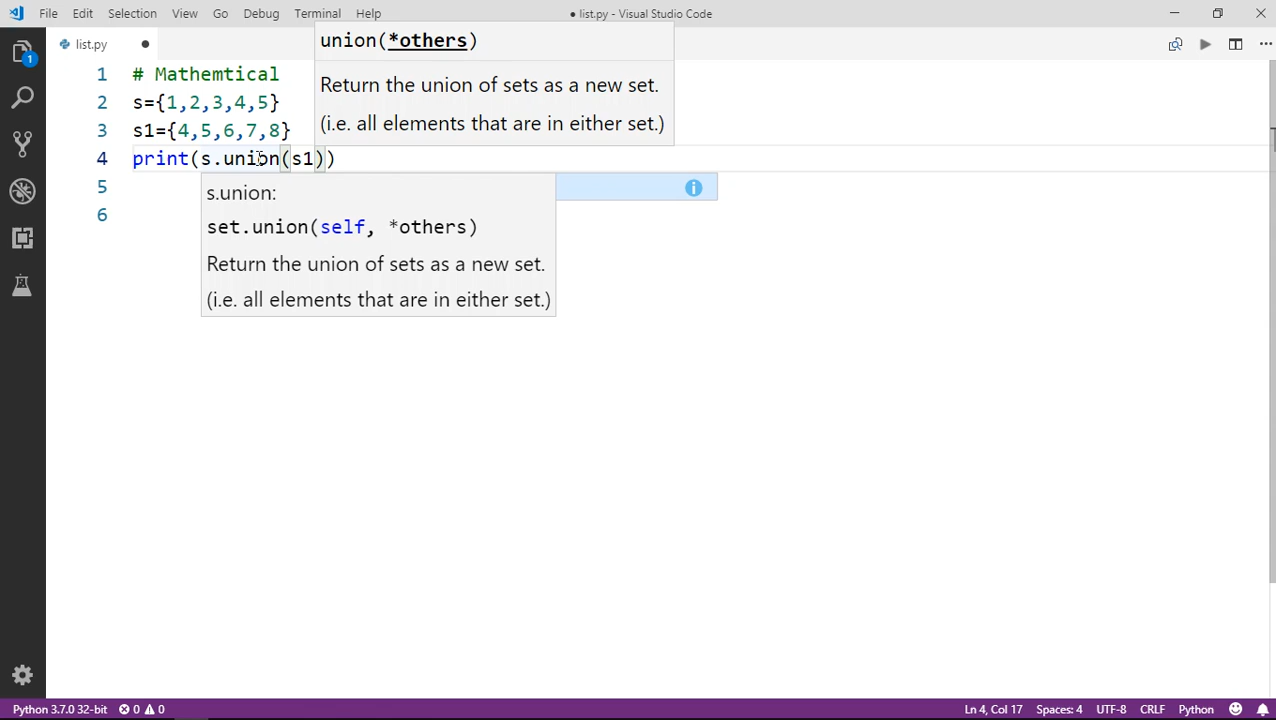 File Edit Selection View Go Debug Terminal Help ● list.py - Visual Studio Code
list.py
union(*others)
Return the union of sets as a new set.
(i.e. all elements that are in either set.)
1 # Mathemtical
2 s={1,2,3,4,5}
3 s1={4,5,6,7,8}
4 print(s.union(s1))
5
6
s.union:
set.union(self, *others)
Return the union of sets as a new set.
(i.e. all elements that are in either set.)
1
Python 3.7.0 32-bit 0 0 Ln 4, Col 17 Spaces: 4 UTF-8 CRLF Python